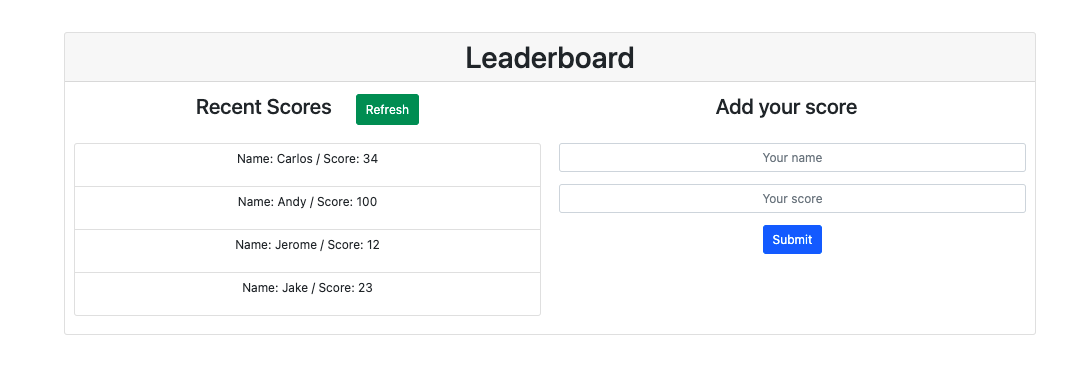 Leaderboard
Recent Scores
Refresh
Name: Carlos / Score: 34
Name: Andy / Score: 100
Name: Jerome / Score: 12
Name: Jake / Score: 23
Add your score
Your name
Your score
Submit